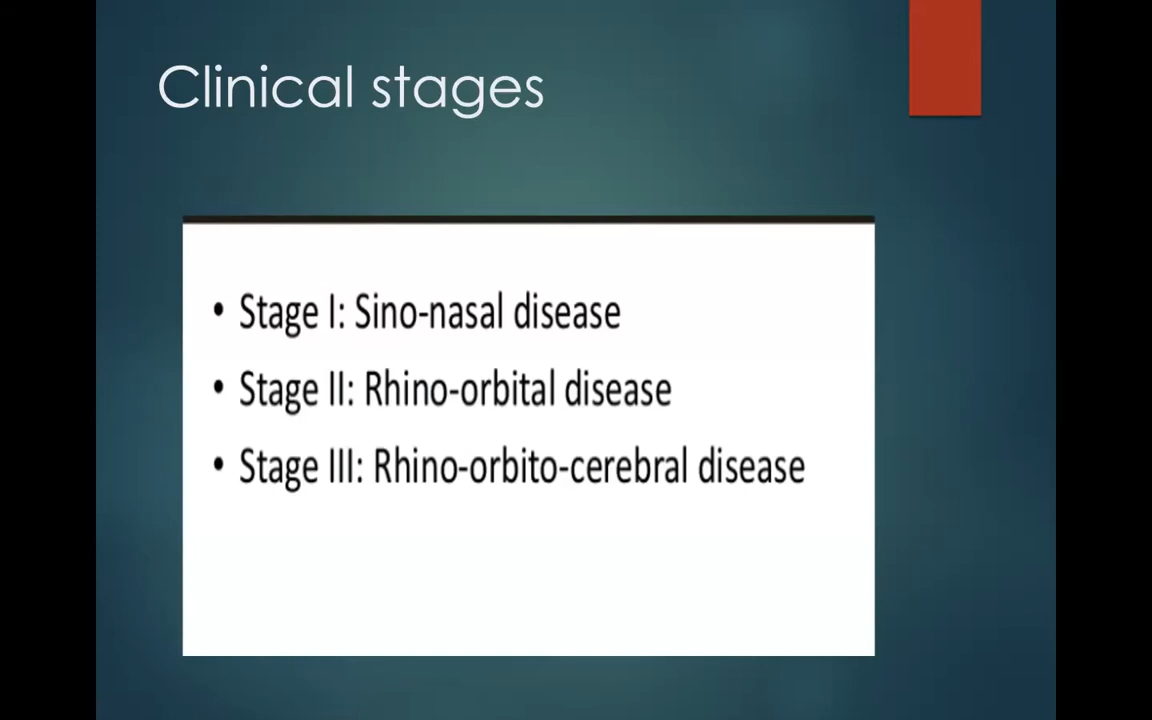 Clinical stages
• Stage I: Sino-nasal disease
• Stage II: Rhino-orbital disease
• Stage III: Rhino-orbito-cerebral disease